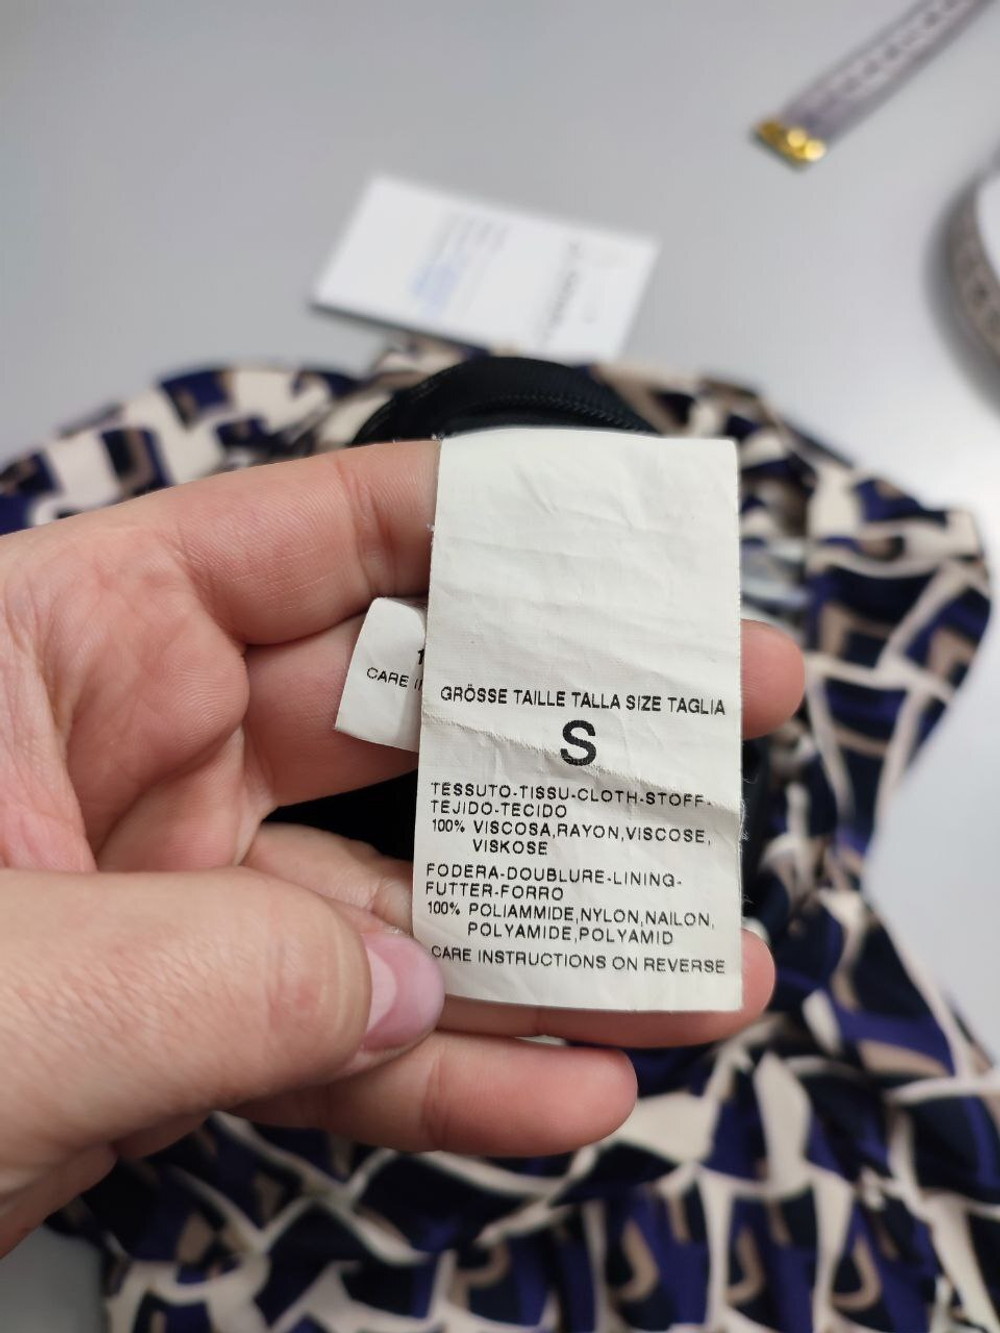 GRÖSSE TAILLE TALLA SIZE TAGLIA
S
TESSUTO-TISSU-CLOTH-STOFF-
TEJIDO-TECIDO
100% VISCOSA,RAYON,VISCOSE,
VISKOSE
FODERA-DOUBLURE-LINING-
FUTTER-FORRO
100% POLIAMMIDE,NYLON,NAILON,
POLYAMIDE,POLYAMID
CARE INSTRUCTIONS ON REVERSE
CARE